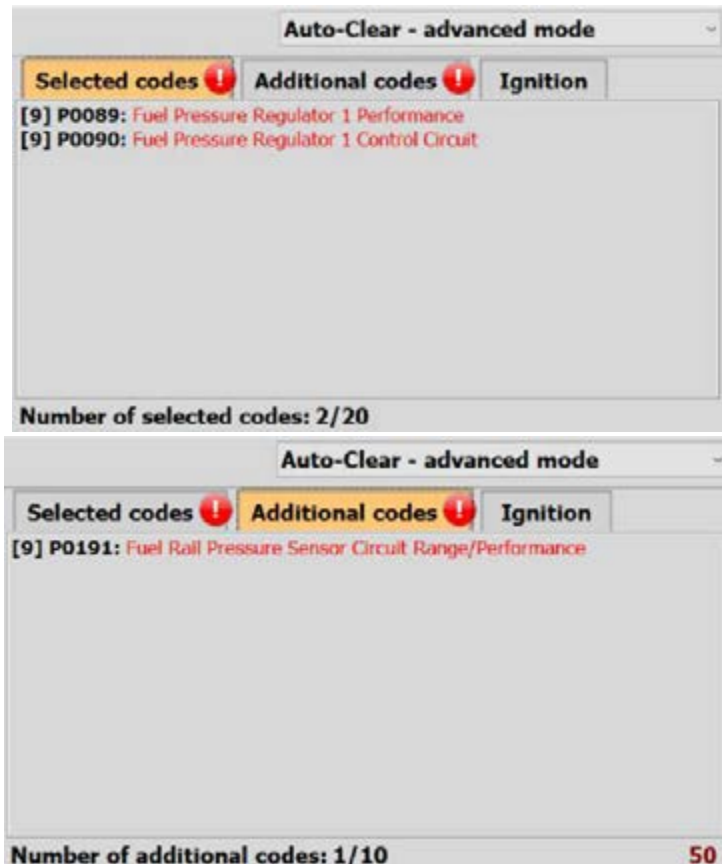 Auto-Clear - advanced mode
Selected codes ! Additional codes ! Ignition
[9] P0089: Fuel Pressure Regulator 1 Performance
[9] P0090: Fuel Pressure Regulator 1 Control Circuit
Number of selected codes: 2/20
Auto-Clear - advanced mode
Selected codes ! Additional codes ! Ignition
[9] P0191: Fuel Rail Pressure Sensor Circuit Range/Performance
Number of additional codes: 1/10 50